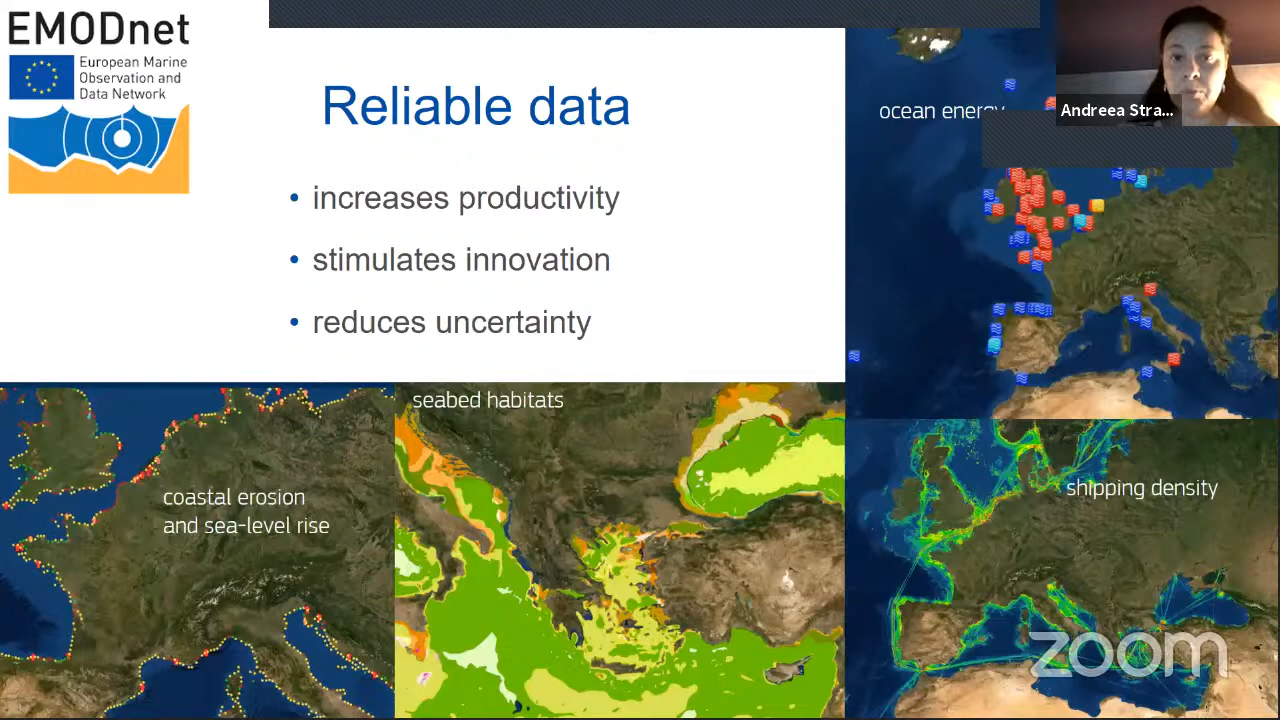 EMODnet
European Marine
Observation and
Data Network
Reliable data
• increases productivity
• stimulates innovation
• reduces uncertainty
ocean energy
Andreea Stra...
seabed habitats
coastal erosion
and sea-level rise
shipping density
zoom